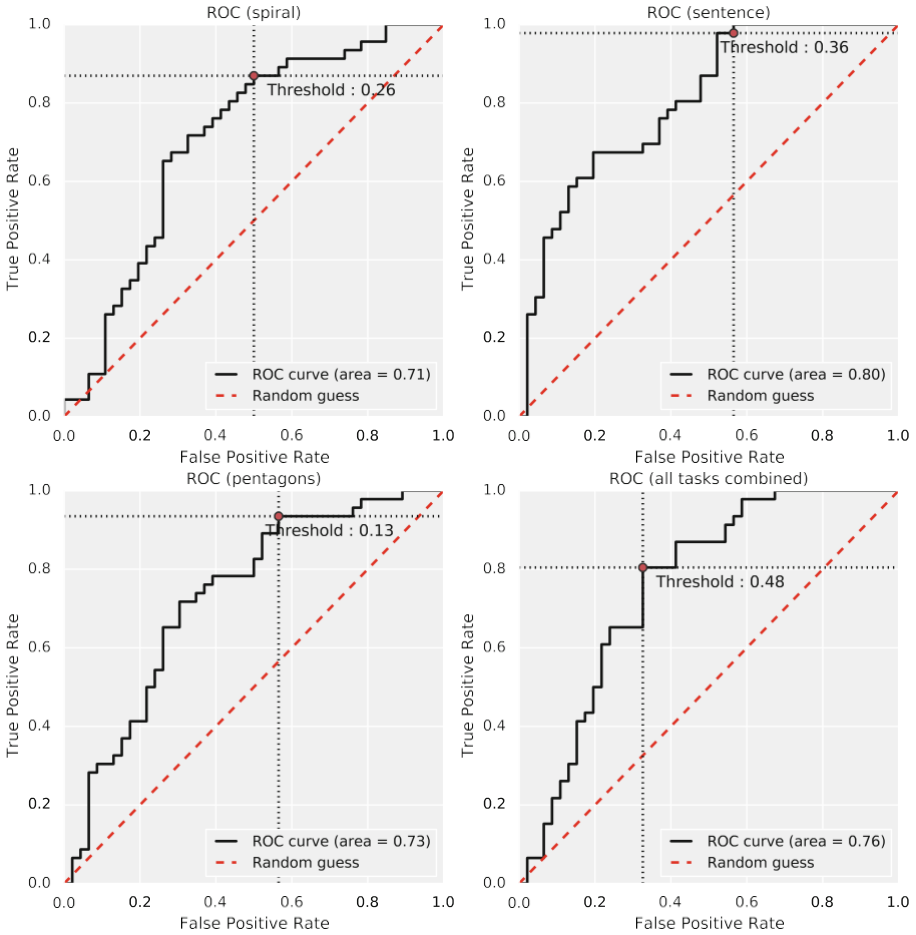 ROC (spiral)
1.0
0.8
0.6
0.4
0.2
0.0
True Positive Rate
Threshold : 0.26
ROC curve (area = 0.71)
Random guess
0.0 0.2 0.4 0.6 0.8 1.0
False Positive Rate
ROC (sentence)
1.0
0.8
0.6
0.4
0.2
0.0
True Positive Rate
Threshold : 0.36
ROC curve (area = 0.80)
Random guess
0.0 0.2 0.4 0.6 0.8 1.0
False Positive Rate
ROC (pentagons)
1.0
0.8
0.6
0.4
0.2
0.0
True Positive Rate
Threshold : 0.13
ROC curve (area = 0.73)
Random guess
0.0 0.2 0.4 0.6 0.8 1.0
False Positive Rate
ROC (all tasks combined)
1.0
0.8
0.6
0.4
0.2
0.0
True Positive Rate
Threshold : 0.48
ROC curve (area = 0.76)
Random guess
0.0 0.2 0.4 0.6 0.8 1.0
False Positive Rate